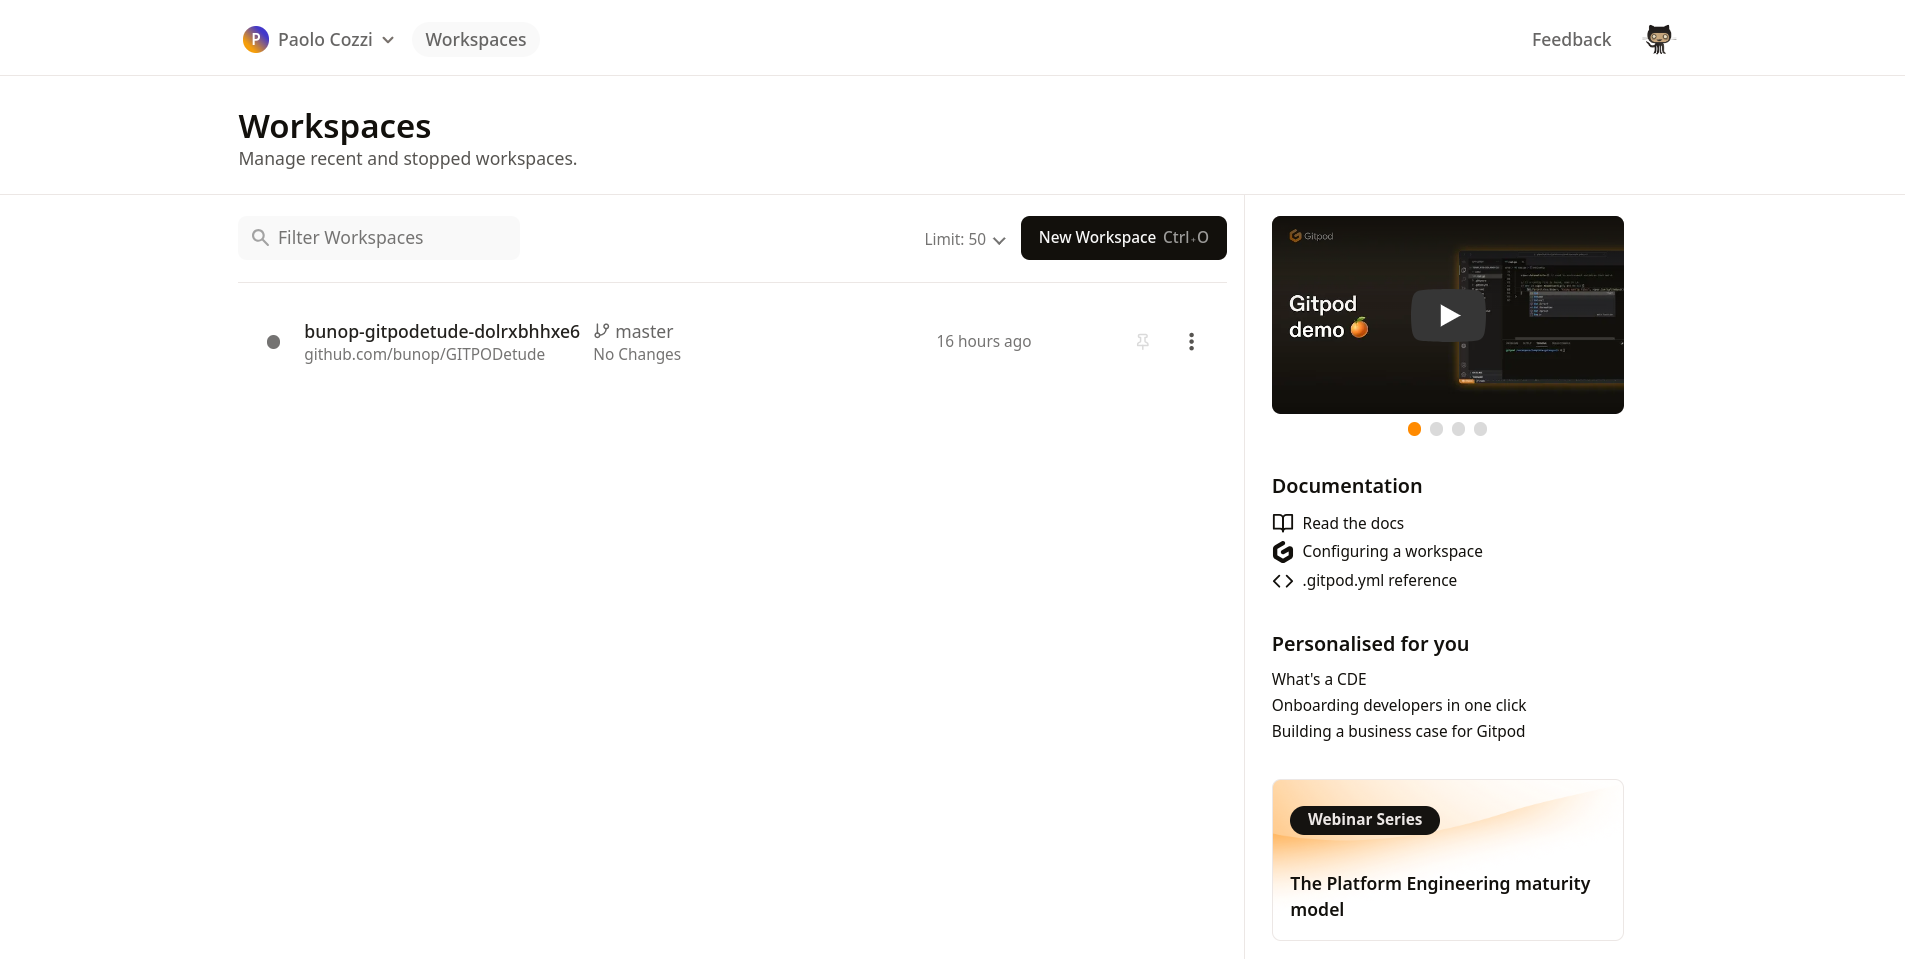 P Paolo Cozzi Workspaces Feedback
Workspaces
Manage recent and stopped workspaces.
Filter Workspaces Limit: 50 New Workspace Ctrl+O
bunop-gitpodetude-dolrxbhhxe6 master
github.com/bunop/GITPODetude No Changes
16 hours ago
Gitpod
Gitpod
demo
Documentation
Read the docs
Configuring a workspace
.gitpod.yml reference
Personalised for you
What's a CDE
Onboarding developers in one click
Building a business case for Gitpod
Webinar Series
The Platform Engineering maturity
model